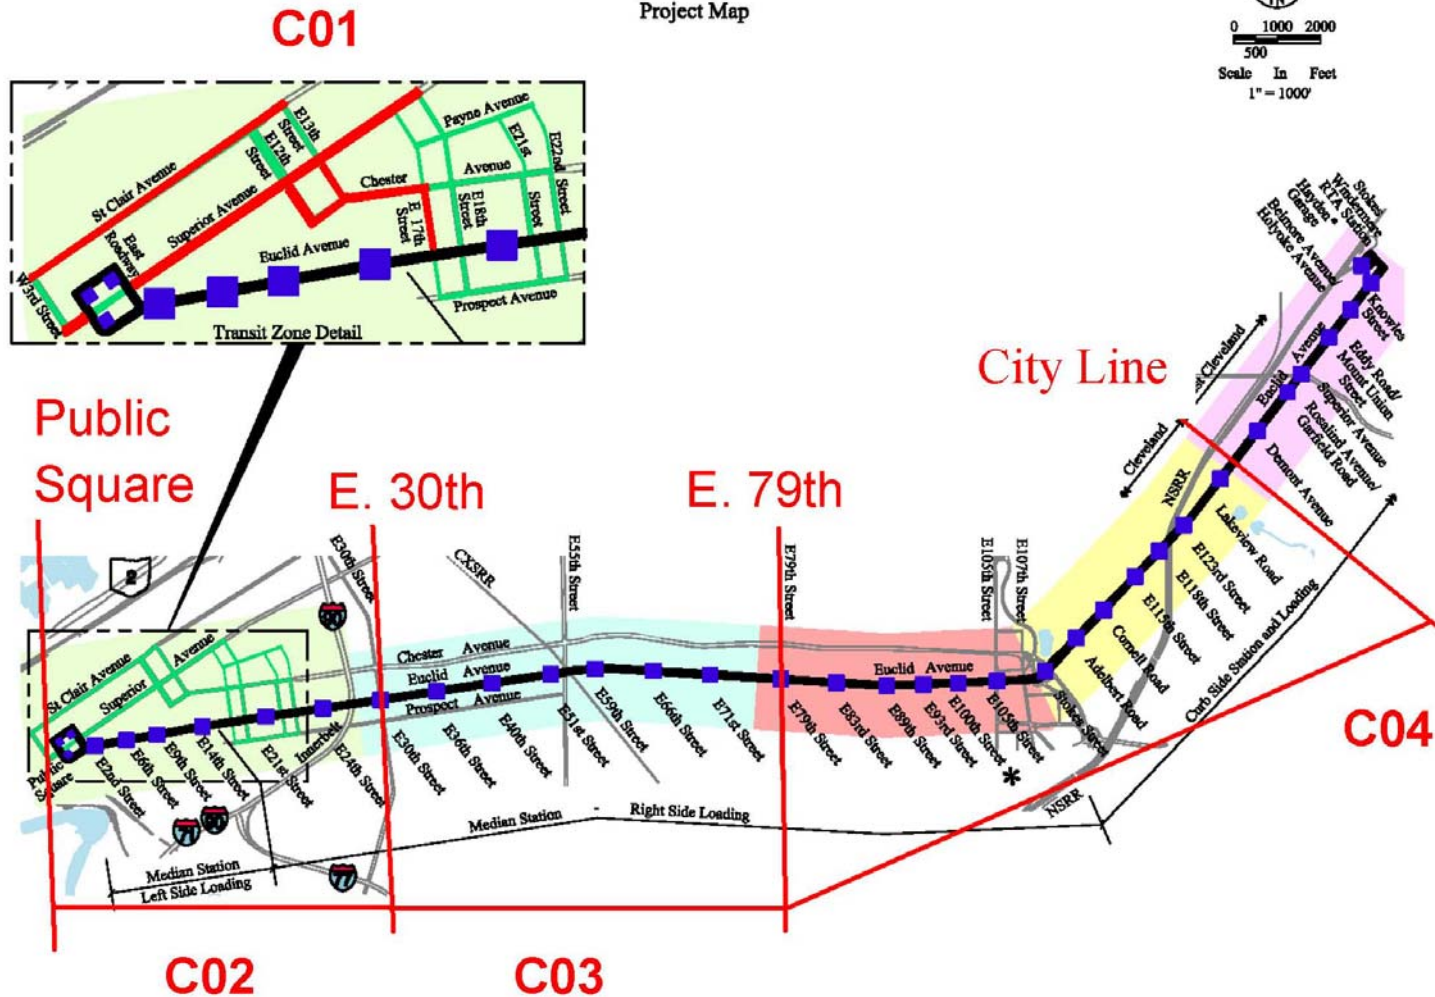 Project Map
C01
IN
0 1000 2000
500
Scale In Feet
1" = 1000'
St Clair Avenue
Superior Avenue
E12th
Street
E13th
Street
Payne Avenue
E21st
Street
E22nd
Street
Chester Avenue
E 17th
Street
E18th
Street
East
Roadway
Euclid Avenue
W3rd Street
Prospect Avenue
Transit Zone Detail
Stokes
Windermere
RTA Station
Hayden
Garage
Belmore Avenue/
Holyoke Avenue
Knowles
Street
Eddy Road/
Mount Union
Street
Superior Avenue
Rosalind Avenue/
Garfield Road
Demont Avenue
Euclid Avenue
Cleveland
Cleveland
City Line
NSRR
Lakeview Road
E123rd Street
E118th Street
E115th Street
Cornell Road
Adelbert Road
Stokes Street
Curb Side Station and Loading
C04
Public
Square
E. 30th
E. 79th
2
90
E30th Street
CXSRR
E55th Street
E79th Street
E105th Street
E107th Street
St Clair Avenue
Superior Avenue
Chester Avenue
Euclid Avenue
Prospect Avenue
Euclid Avenue
Public
Square
E2nd Street
E6th Street
E9th Street
E14th Street
E21st Street
Innerbelt
E24th Street
E30th Street
E36th Street
E40th Street
E51st Street
E59th Street
E66th Street
E71st Street
E79th Street
E83rd Street
E89th Street
E93rd Street
E100th Street
E105th Street
*
NSRR
71
90
77
Median Station
Left Side Loading
Median Station - Right Side Loading
C02
C03